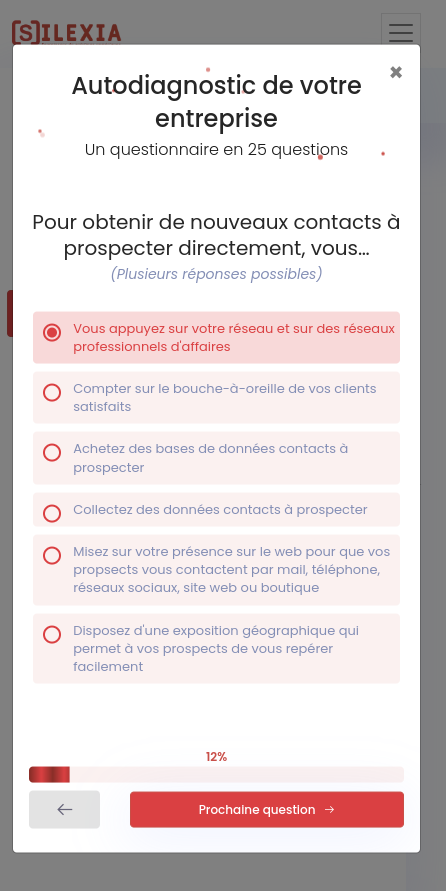 [S]ILEXIA
Autodiagnostic de votre
entreprise
Un questionnaire en 25 questions
Pour obtenir de nouveaux contacts à
prospecter directement, vous...
(Plusieurs réponses possibles)
Vous appuyez sur votre réseau et sur des réseaux
professionnels d'affaires
Compter sur le bouche-à-oreille de vos clients
satisfaits
Achetez des bases de données contacts à
prospecter
Collectez des données contacts à prospecter
Misez sur votre présence sur le web pour que vos
propsects vous contactent par mail, téléphone,
réseaux sociaux, site web ou boutique
Disposez d'une exposition géographique qui
permet à vos prospects de vous repérer
facilement
12%
Prochaine question →